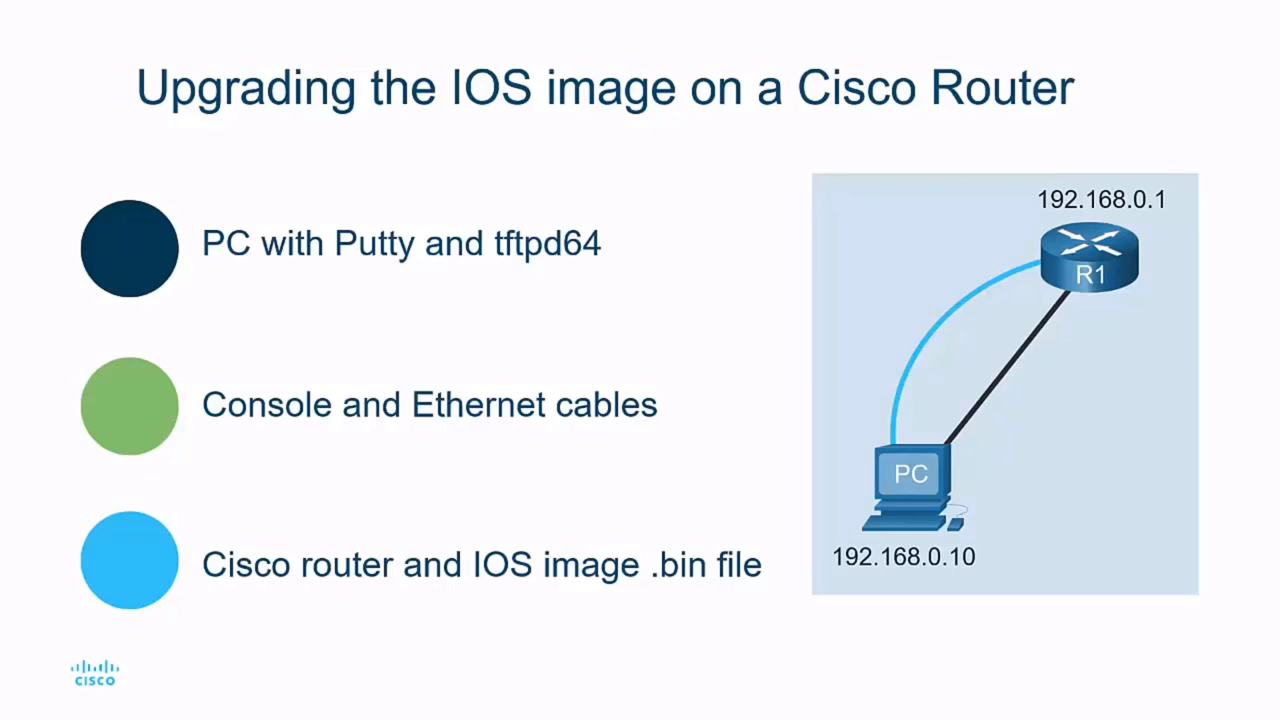 Upgrading the IOS image on a Cisco Router
PC with Putty and tftpd64
Console and Ethernet cables
Cisco router and IOS image .bin file
192.168.0.1
R1
PC
192.168.0.10
CISCO